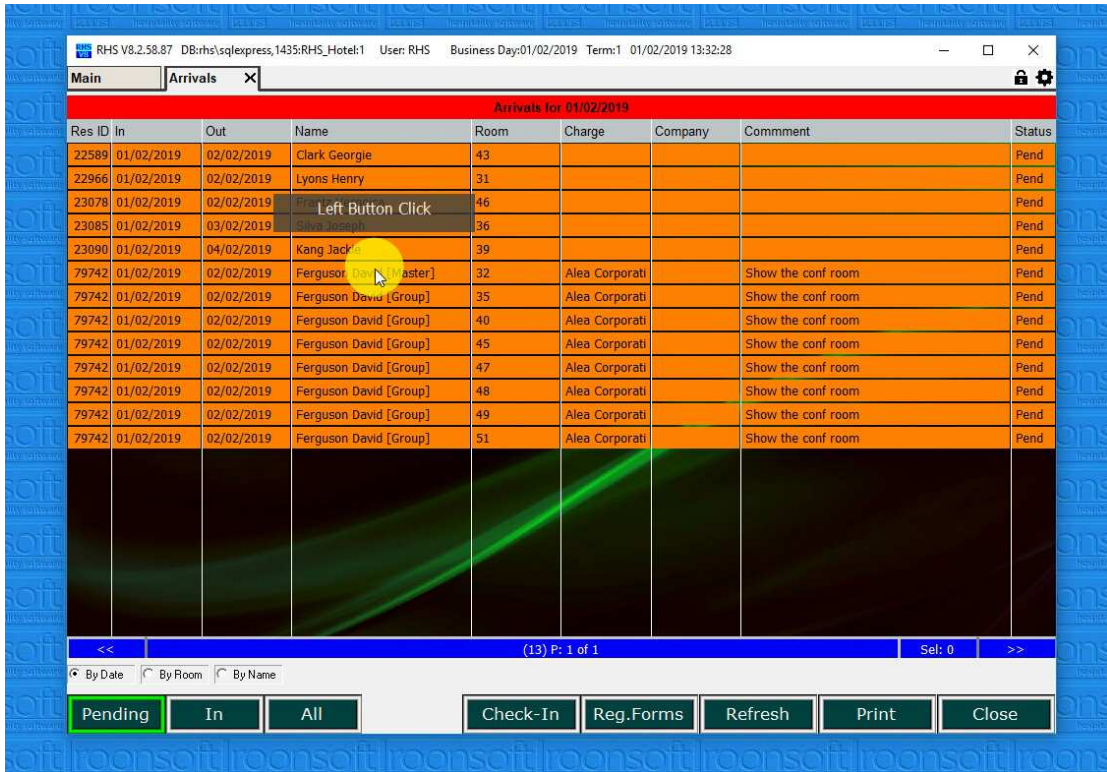 RHS V8.2.58.87 DB:rhs\sqlexpress,1435:RHS_Hotel:1 User: RHS Business Day:01/02/2019 Term:1 01/02/2019 13:32:28
Main Arrivals X
Arrivals for 01/02/2019
Res ID In Out Name Room Charge Company Commment Status
22589 01/02/2019 02/02/2019 Clark Georgie 43 Pend
22966 01/02/2019 02/02/2019 Lyons Henry 31 Pend
23078 01/02/2019 02/02/2019 46 Pend
Left Button Click
23085 01/02/2019 03/02/2019 Silva Joseph 36 Pend
23090 01/02/2019 04/02/2019 Kang Jackie 39 Pend
79742 01/02/2019 02/02/2019 Ferguson David [Master] 32 Alea Corporati Show the conf room Pend
79742 01/02/2019 02/02/2019 Ferguson David [Group] 35 Alea Corporati Show the conf room Pend
79742 01/02/2019 02/02/2019 Ferguson David [Group] 40 Alea Corporati Show the conf room Pend
79742 01/02/2019 02/02/2019 Ferguson David [Group] 45 Alea Corporati Show the conf room Pend
79742 01/02/2019 02/02/2019 Ferguson David [Group] 47 Alea Corporati Show the conf room Pend
79742 01/02/2019 02/02/2019 Ferguson David [Group] 48 Alea Corporati Show the conf room Pend
79742 01/02/2019 02/02/2019 Ferguson David [Group] 49 Alea Corporati Show the conf room Pend
79742 01/02/2019 02/02/2019 Ferguson David [Group] 51 Alea Corporati Show the conf room Pend
<< (13) P: 1 of 1 Sel: 0 >>
By Date By Room By Name
Pending In All Check-In Reg.Forms Refresh Print Close